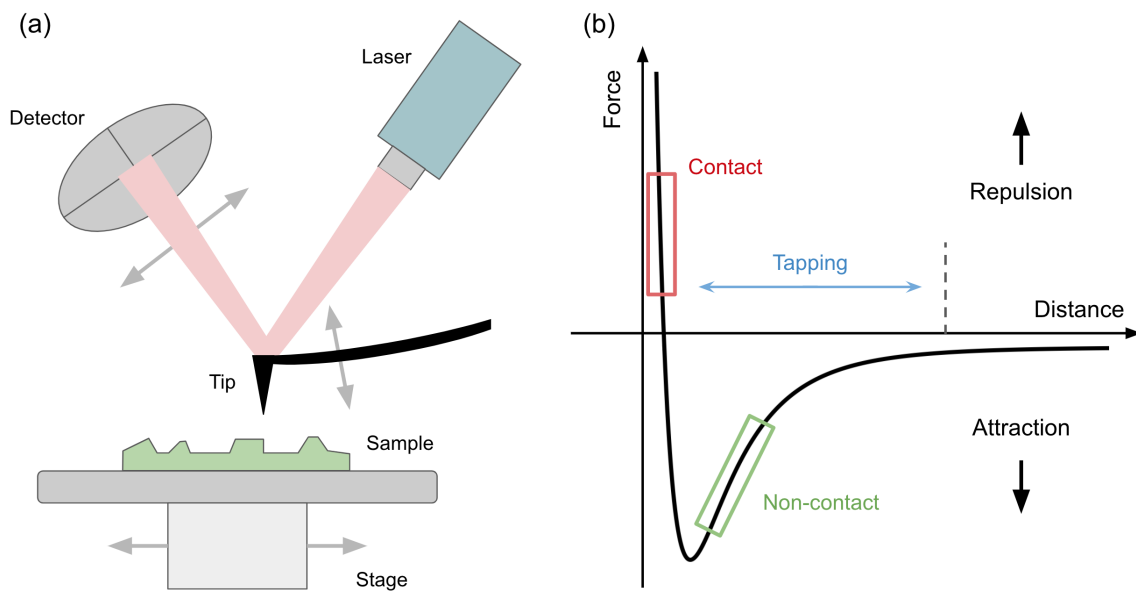 (a)
Laser
Detector
Tip
Sample
Stage
(b)
Force
Contact
Repulsion
Tapping
Distance
Attraction
Non-contact